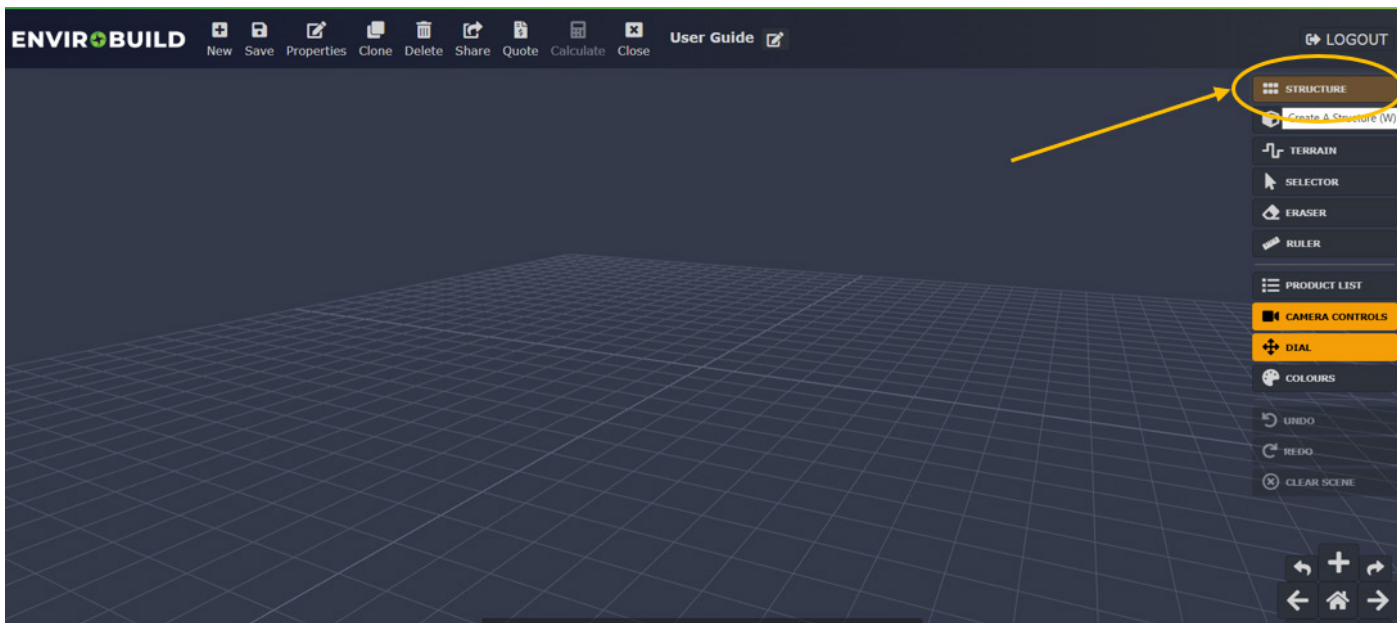 ENVIROBUILD
New Save Properties Clone Delete Share Quote Calculate Close
User Guide
LOGOUT
STRUCTURE
Create A Structure (W)
TERRAIN
SELECTOR
ERASER
RULER
PRODUCT LIST
CAMERA CONTROLS
DIAL
COLOURS
UNDO
REDO
CLEAR SCENE